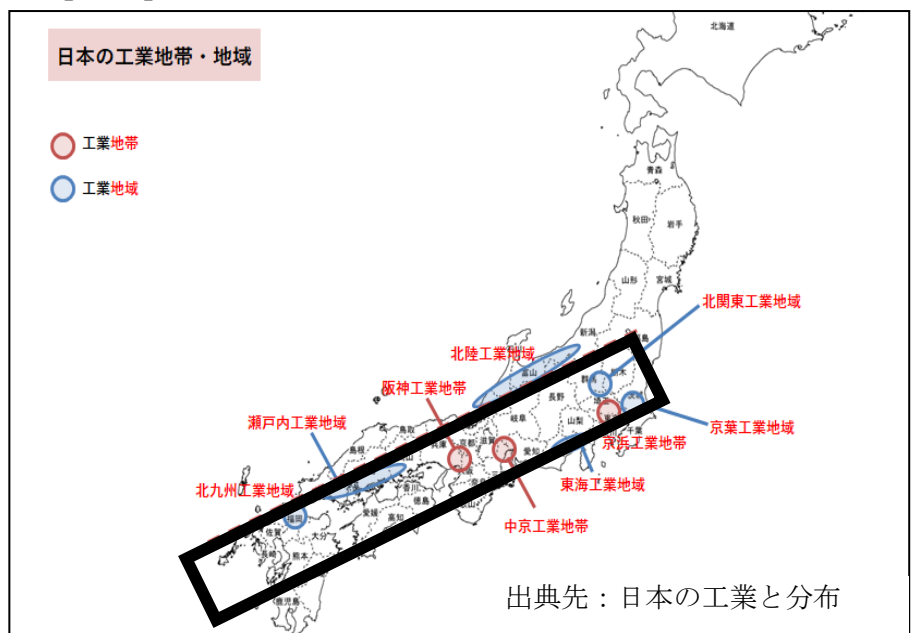 北海道
日本の工業地帯・地域
工業地帯
工業地域
青森
秋田
岩手
山形
宮城
北関東工業地域
新潟
北陸工業地域
富山
群馬
栃木
茨城
長野
阪神工業地帯
岐阜
山梨
千葉
京葉工業地域
京浜工業地帯
瀬戸内工業地域
鳥取
島根
兵庫
京都
滋賀
愛知
東海工業地域
中京工業地帯
北九州工業地域
香川
徳島
愛媛
高知
福岡
佐賀
大分
長崎
熊本
鹿児島
出典先：日本の工業と分布